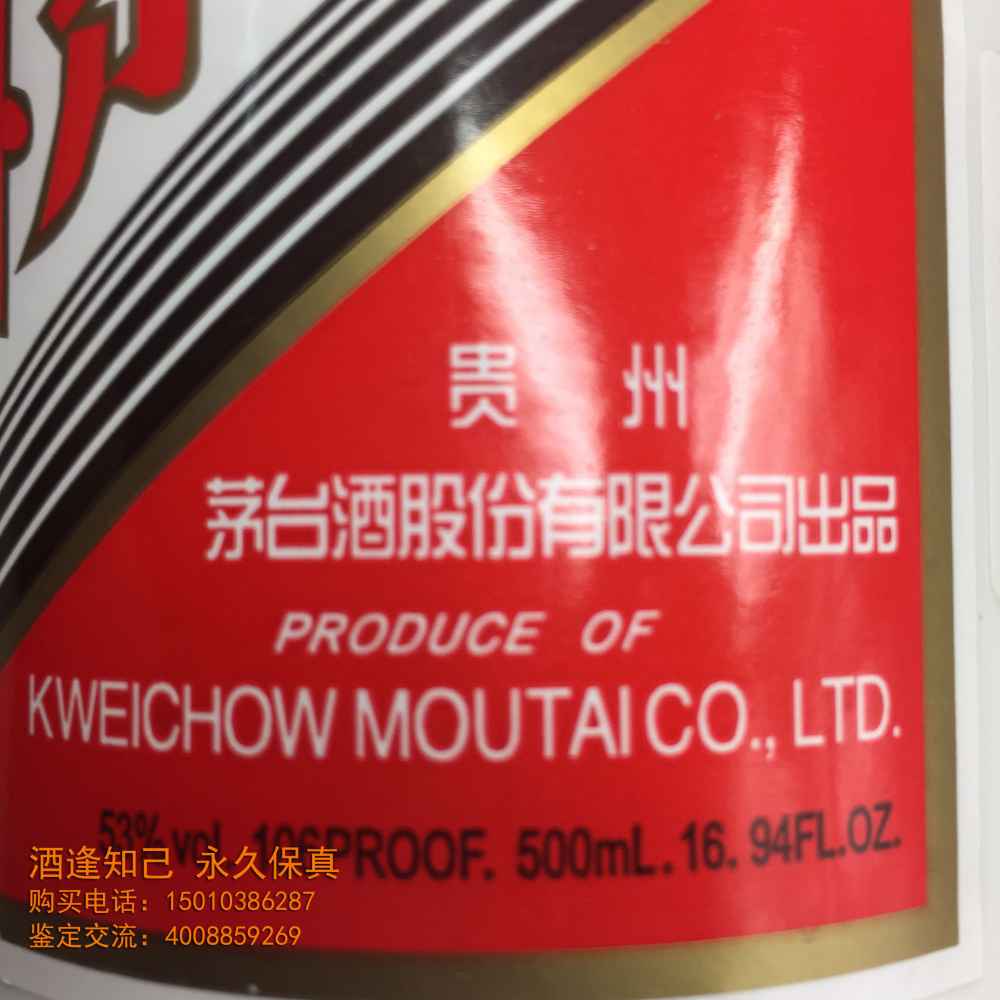 贵 州
茅台酒股份有限公司出品
PRODUCE OF
KWEICHOW MOUTAI CO., LTD.
53% vol. 106PROOF. 500mL. 16. 94FL.OZ.
酒逢知己 永久保真
购买电话：15010386287
鉴定交流：4008859269